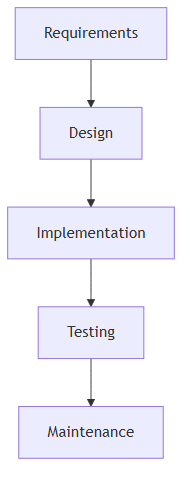 Requirements
Design
Implementation
Testing
Maintenance